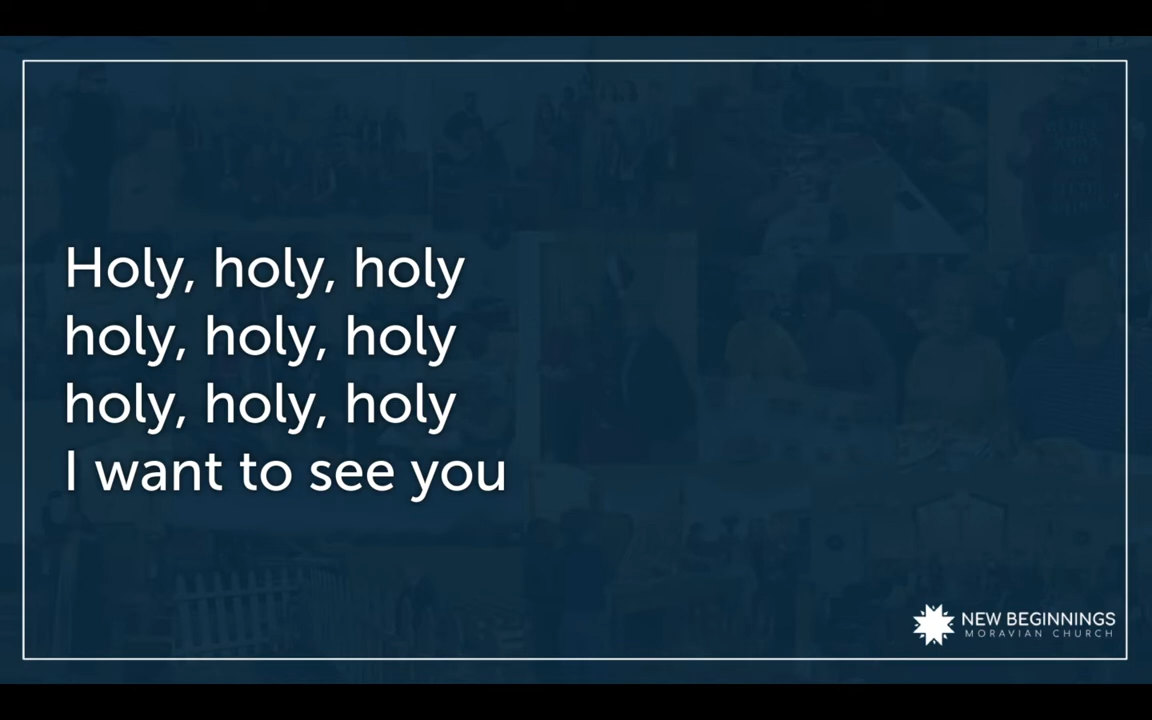 Holy, holy, holy
holy, holy, holy
holy, holy, holy
I want to see you
NEW BEGINNINGS
MORAVIAN CHURCH